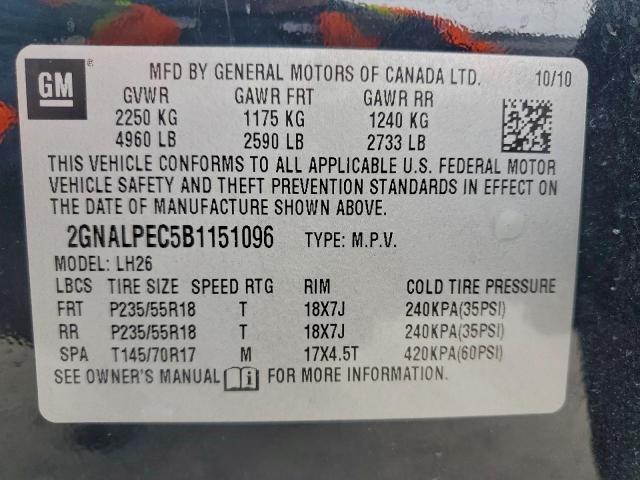 GM ® MFD BY GENERAL MOTORS OF CANADA LTD. 10/10
GVWR GAWR FRT GAWR RR
2250 KG 1175 KG 1240 KG
4960 LB 2590 LB 2733 LB
THIS VEHICLE CONFORMS TO ALL APPLICABLE U.S. FEDERAL MOTOR
VEHICLE SAFETY AND THEFT PREVENTION STANDARDS IN EFFECT ON
THE DATE OF MANUFACTURE SHOWN ABOVE.
2GNALPEC5B1151096 TYPE: M.P.V.
MODEL: LH26
LBCS TIRE SIZE SPEED RTG RIM COLD TIRE PRESSURE
FRT P235/55R18 T 18X7J 240KPA(35PSI)
RR P235/55R18 T 18X7J 240KPA(35PSI)
SPA T145/70R17 M 17X4.5T 420KPA(60PSI)
SEE OWNER'S MANUAL FOR MORE INFORMATION.